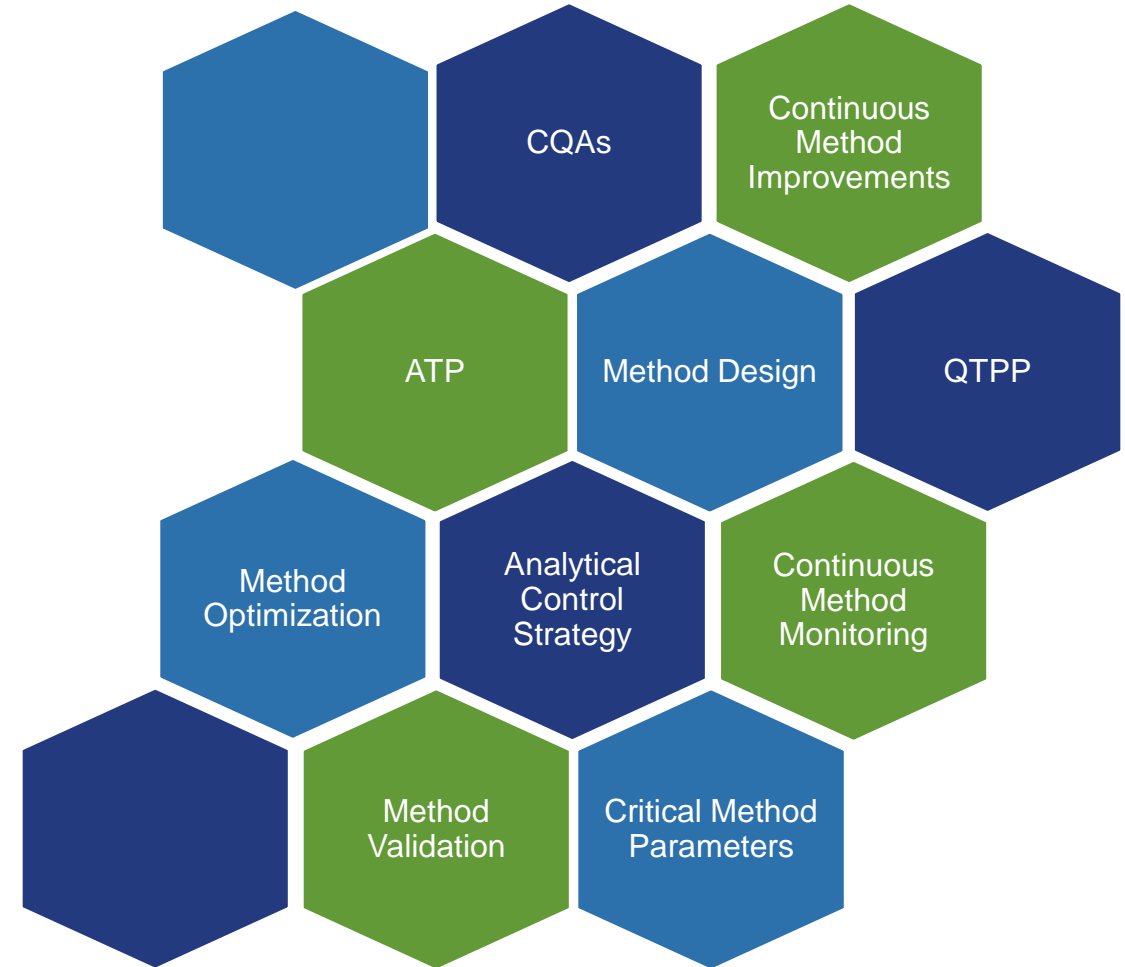 CQAs
Continuous
Method
Improvements
ATP
Method Design
QTPP
Method
Optimization
Analytical
Control
Strategy
Continuous
Method
Monitoring
Method
Validation
Critical Method
Parameters